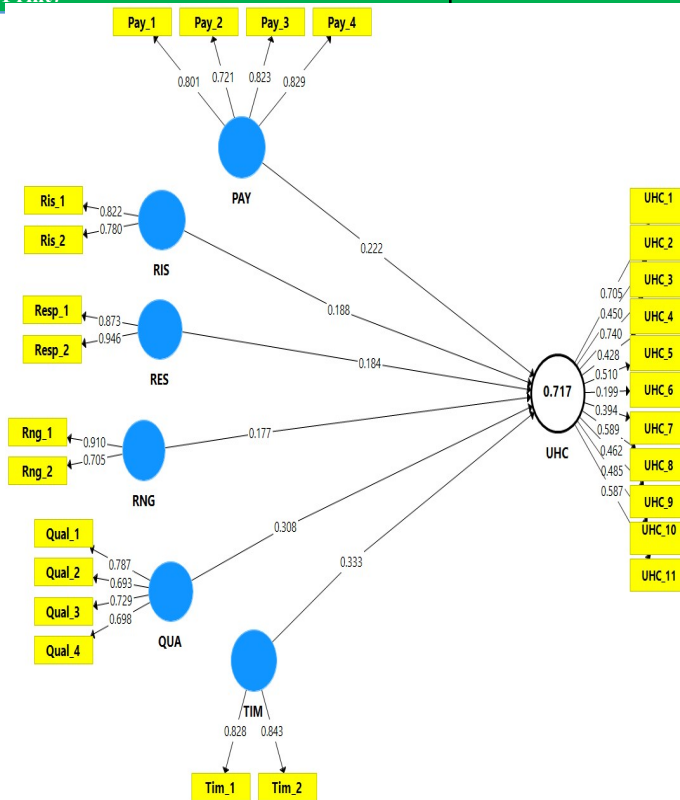 Pay_1 Pay_2 Pay_3 Pay_4
0.801 0.721 0.823 0.829
PAY
Ris_1
Ris_2
0.822
0.780
RIS
Resp_1
Resp_2
0.873
0.946
RES
Rng_1
Rng_2
0.910
0.705
RNG
Qual_1
Qual_2
Qual_3
Qual_4
0.787
0.693
0.729
0.698
QUA
TIM
0.828 0.843
Tim_1 Tim_2
0.222
0.188
0.184
0.177
0.308
0.333
0.717
UHC
0.705
0.450
0.740
0.428
0.510
0.199
0.394
0.589
0.462
0.485
0.587
UHC_1
UHC_2
UHC_3
UHC_4
UHC_5
UHC_6
UHC_7
UHC_8
UHC_9
UHC_10
UHC_11